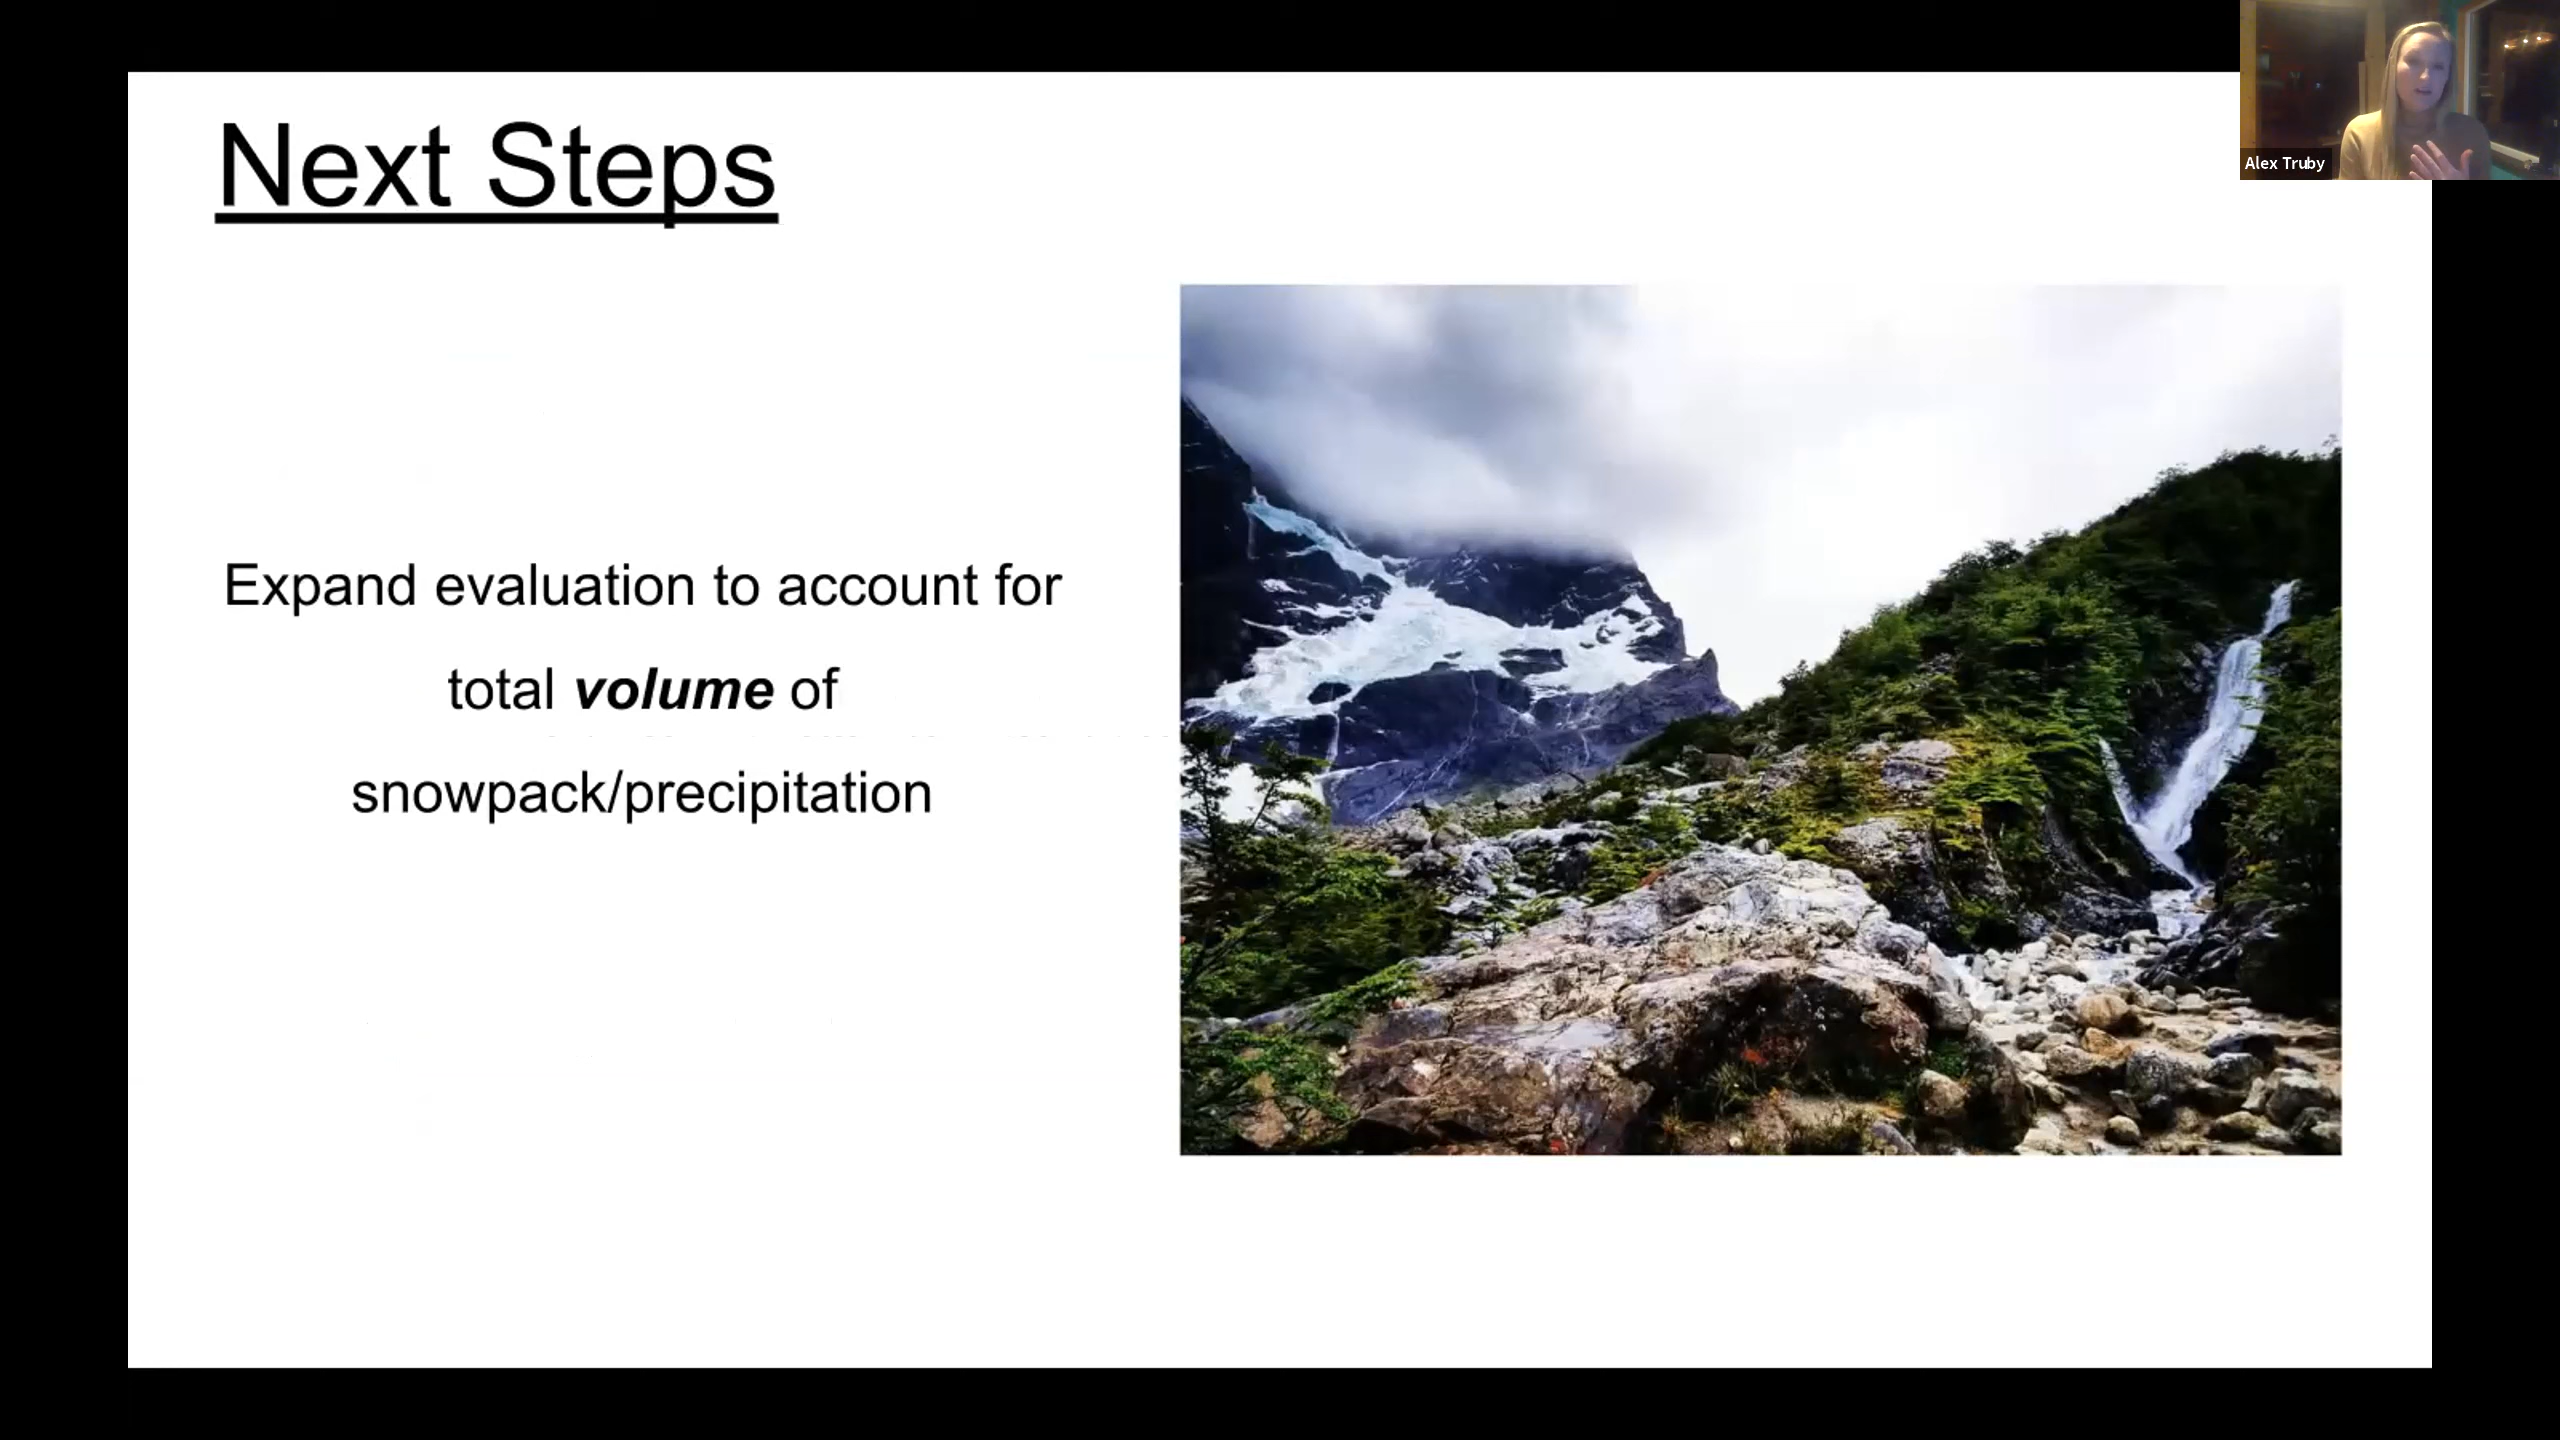 Next Steps
Alex Truby
Expand evaluation to account for
total volume of
snowpack/precipitation